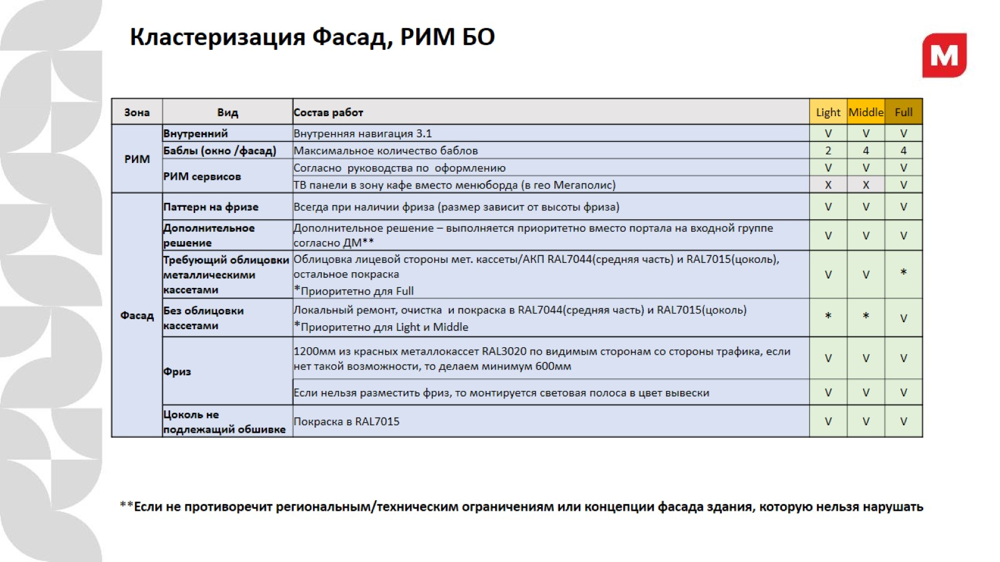 Кластеризация Фасад, РИМ БО
М
Зона Вид Состав работ Light Middle Full
РИМ
Внутренний Внутренняя навигация 3.1 V V V
Баблы (окно /фасад) Максимальное количество баблов 2 4 4
РИМ сервисов
Согласно руководства по оформлению V V V
ТВ панели в зону кафе вместо менюборда (в гео Мегаполис) X X V
Фасад
Паттерн на фризе Всегда при наличии фриза (размер зависит от высоты фриза) V V V
Дополнительное
решение
Дополнительное решение – выполняется приоритетно вместо портала на входной группе
согласно ДМ**
V V V
Требующий облицовки
металлическими
кассетами
Облицовка лицевой стороны мет. кассеты/АКП RAL7044(средняя часть) и RAL7015(цоколь),
остальное покраска
*Приоритетно для Full
V V *
Без облицовки
кассетами
Локальный ремонт, очистка и покраска в RAL7044(средняя часть) и RAL7015(цоколь)
*Приоритетно для Light и Middle
* * V
Фриз
1200мм из красных металлокассет RAL3020 по видимым сторонам со стороны трафика, если
нет такой возможности, то делаем минимум 600мм
V V V
Если нельзя разместить фриз, то монтируется световая полоса в цвет вывески V V V
Цоколь не
подлежащий обшивке
Покраска в RAL7015 V V V
**Если не противоречит региональным/техническим ограничениям или концепции фасада здания, которую нельзя нарушать